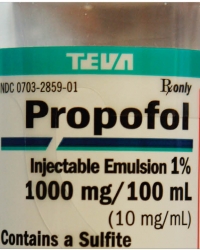 TEVA
NDC 0703-2859-01 ℞only
Propofol
Injectable Emulsion 1%
1000 mg/100 mL
(10 mg/mL)
Contains a Sulfite